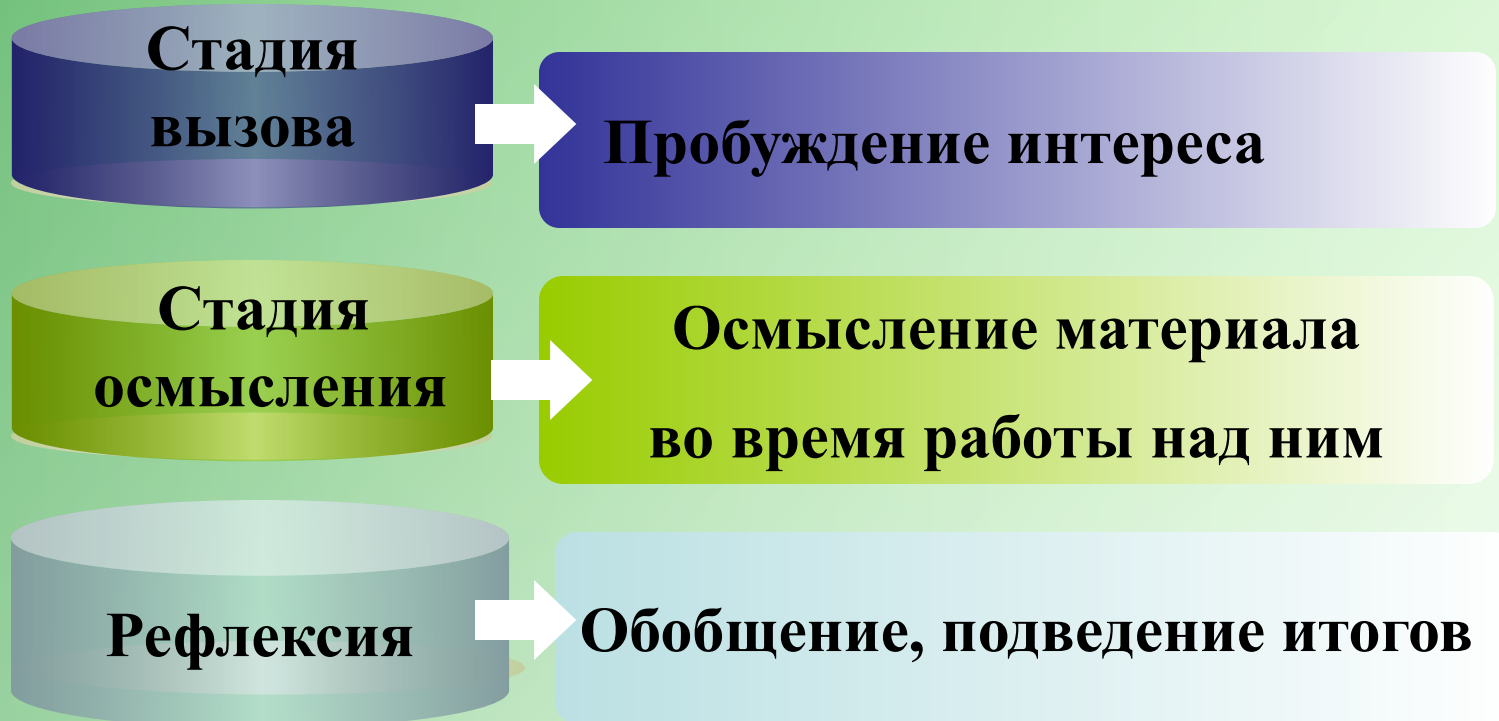 Стадия
вызова
Пробуждение интереса
Стадия
осмысления
Осмысление материала
во время работы над ним
Рефлексия
Обобщение, подведение итогов